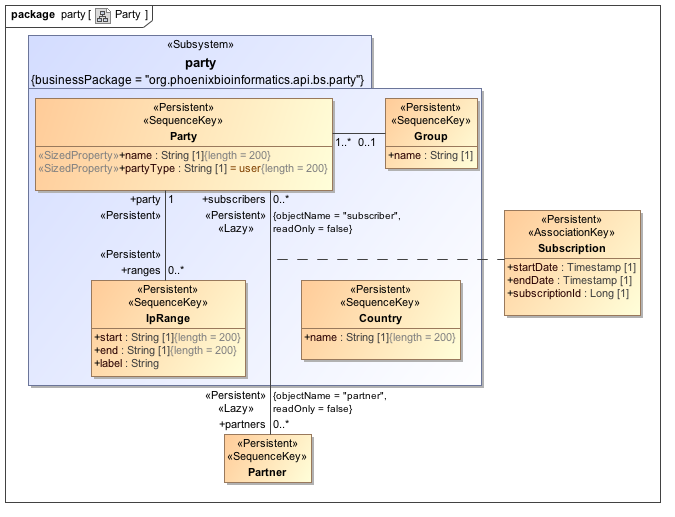 package party [ Party ]
«Subsystem»
party
{businessPackage = "org.phoenixbioinformatics.api.bs.party"}
«Persistent»
«SequenceKey»
Party
«SizedProperty»+name : String [1]{length = 200}
«SizedProperty»+partyType : String [1] = user{length = 200}
1..* 0..1
«Persistent»
«SequenceKey»
Group
+name : String [1]
+party 1
«Persistent»
+subscribers 0..*
«Persistent» {objectName = "subscriber",
«Lazy» readOnly = false}
«Persistent»
+ranges 0..*
«Persistent»
«AssociationKey»
Subscription
+startDate : Timestamp [1]
+endDate : Timestamp [1]
+subscriptionId : Long [1]
«Persistent»
«SequenceKey»
IpRange
+start : String [1]{length = 200}
+end : String [1]{length = 200}
+label : String
«Persistent»
«SequenceKey»
Country
+name : String [1]{length = 200}
«Persistent» {objectName = "partner",
«Lazy» readOnly = false}
+partners 0..*
«Persistent»
«SequenceKey»
Partner